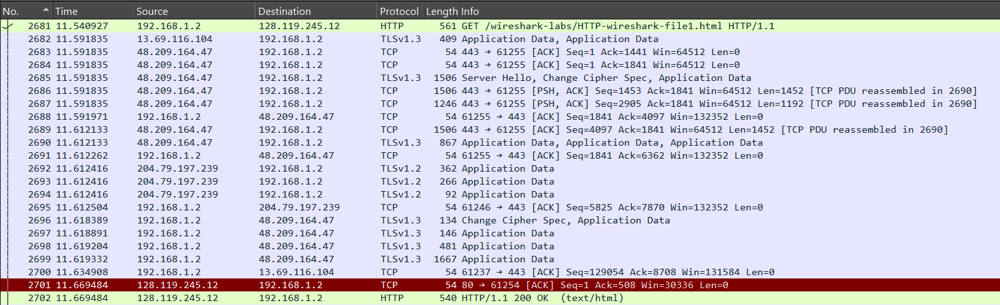 No. Time Source Destination Protocol Length Info
2681 11.540927 192.168.1.2 128.119.245.12 HTTP 561 GET /wireshark-labs/HTTP-wireshark-file1.html HTTP/1.1
2682 11.591835 13.69.116.104 192.168.1.2 TLSv1.3 409 Application Data, Application Data
2683 11.591835 48.209.164.47 192.168.1.2 TCP 54 443 → 61255 [ACK] Seq=1 Ack=1441 Win=64512 Len=0
2684 11.591835 48.209.164.47 192.168.1.2 TCP 54 443 → 61255 [ACK] Seq=1 Ack=1841 Win=64512 Len=0
2685 11.591835 48.209.164.47 192.168.1.2 TLSv1.3 1506 Server Hello, Change Cipher Spec, Application Data
2686 11.591835 48.209.164.47 192.168.1.2 TCP 1506 443 → 61255 [PSH, ACK] Seq=1453 Ack=1841 Win=64512 Len=1452 [TCP PDU reassembled in 2690]
2687 11.591835 48.209.164.47 192.168.1.2 TCP 1246 443 → 61255 [PSH, ACK] Seq=2905 Ack=1841 Win=64512 Len=1192 [TCP PDU reassembled in 2690]
2688 11.591971 192.168.1.2 48.209.164.47 TCP 54 61255 → 443 [ACK] Seq=1841 Ack=4097 Win=132352 Len=0
2689 11.612133 48.209.164.47 192.168.1.2 TCP 1506 443 → 61255 [ACK] Seq=4097 Ack=1841 Win=64512 Len=1452 [TCP PDU reassembled in 2690]
2690 11.612133 48.209.164.47 192.168.1.2 TLSv1.3 867 Application Data, Application Data, Application Data
2691 11.612262 192.168.1.2 48.209.164.47 TCP 54 61255 → 443 [ACK] Seq=1841 Ack=6362 Win=132352 Len=0
2692 11.612416 204.79.197.239 192.168.1.2 TLSv1.2 362 Application Data
2693 11.612416 204.79.197.239 192.168.1.2 TLSv1.2 266 Application Data
2694 11.612416 204.79.197.239 192.168.1.2 TLSv1.2 92 Application Data
2695 11.612504 192.168.1.2 204.79.197.239 TCP 54 61246 → 443 [ACK] Seq=5825 Ack=7870 Win=132352 Len=0
2696 11.618389 192.168.1.2 48.209.164.47 TLSv1.3 134 Change Cipher Spec, Application Data
2697 11.618891 192.168.1.2 48.209.164.47 TLSv1.3 146 Application Data
2698 11.619204 192.168.1.2 48.209.164.47 TLSv1.3 481 Application Data
2699 11.619332 192.168.1.2 48.209.164.47 TLSv1.3 1667 Application Data
2700 11.634908 192.168.1.2 13.69.116.104 TCP 54 61237 → 443 [ACK] Seq=129054 Ack=8708 Win=131584 Len=0
2701 11.669484 128.119.245.12 192.168.1.2 TCP 54 80 → 61254 [ACK] Seq=1 Ack=508 Win=30336 Len=0
2702 11.669484 128.119.245.12 192.168.1.2 HTTP 540 HTTP/1.1 200 OK (text/html)